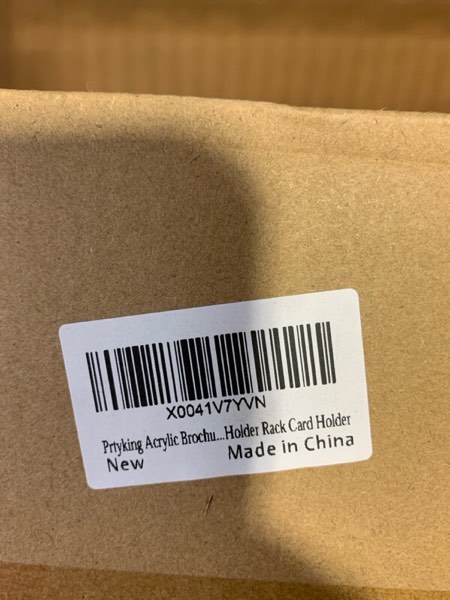 X0041V7YVN
Prtyking Acrylic Brochu...Holder Rack Card Holder
New Made in China